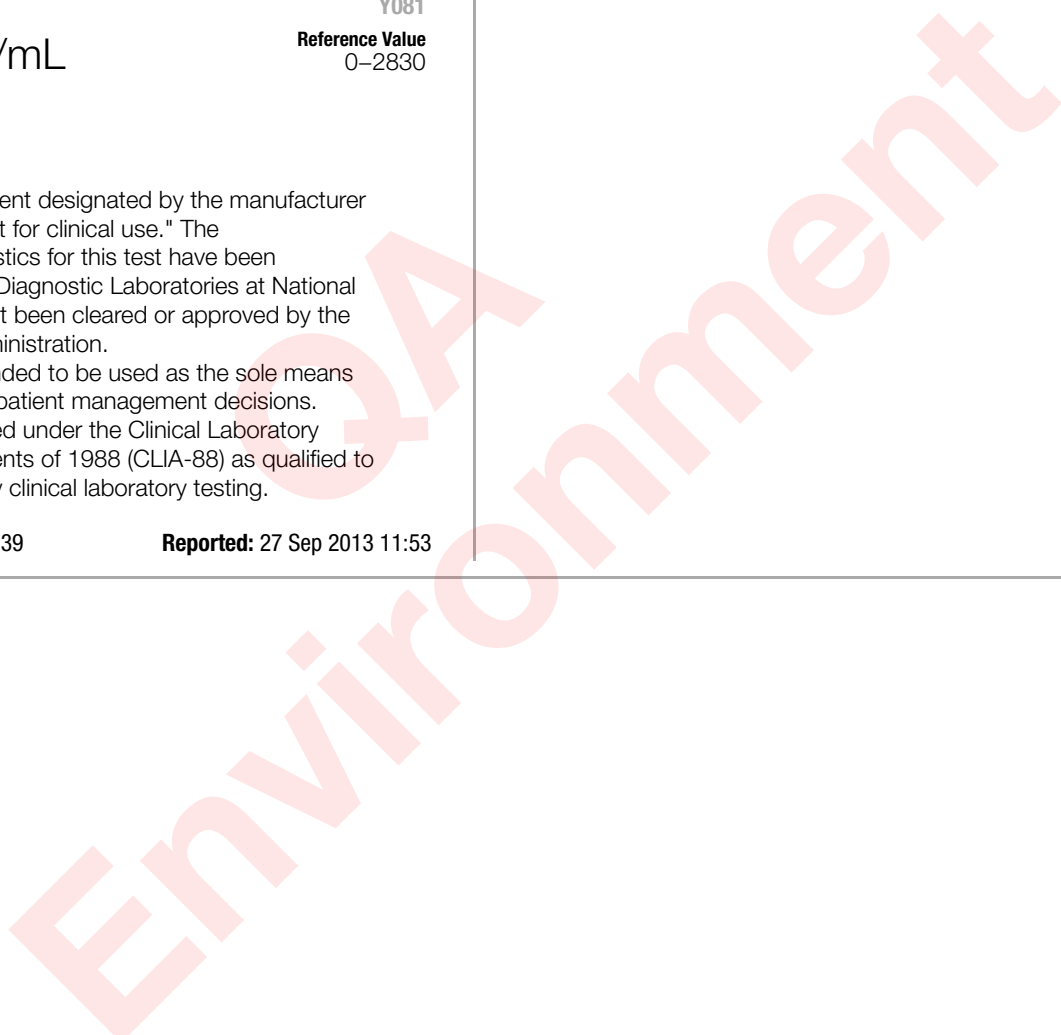 Y081
/mL
Reference Value
0–2830
ent designated by the manufacturer
t for clinical use." The
stics for this test have been
Diagnostic Laboratories at National
t been cleared or approved by the
inistration.
nded to be used as the sole means
patient management decisions.
ed under the Clinical Laboratory
ents of 1988 (CLIA-88) as qualified to
y clinical laboratory testing.
39 Reported: 27 Sep 2013 11:53
QA
Environment